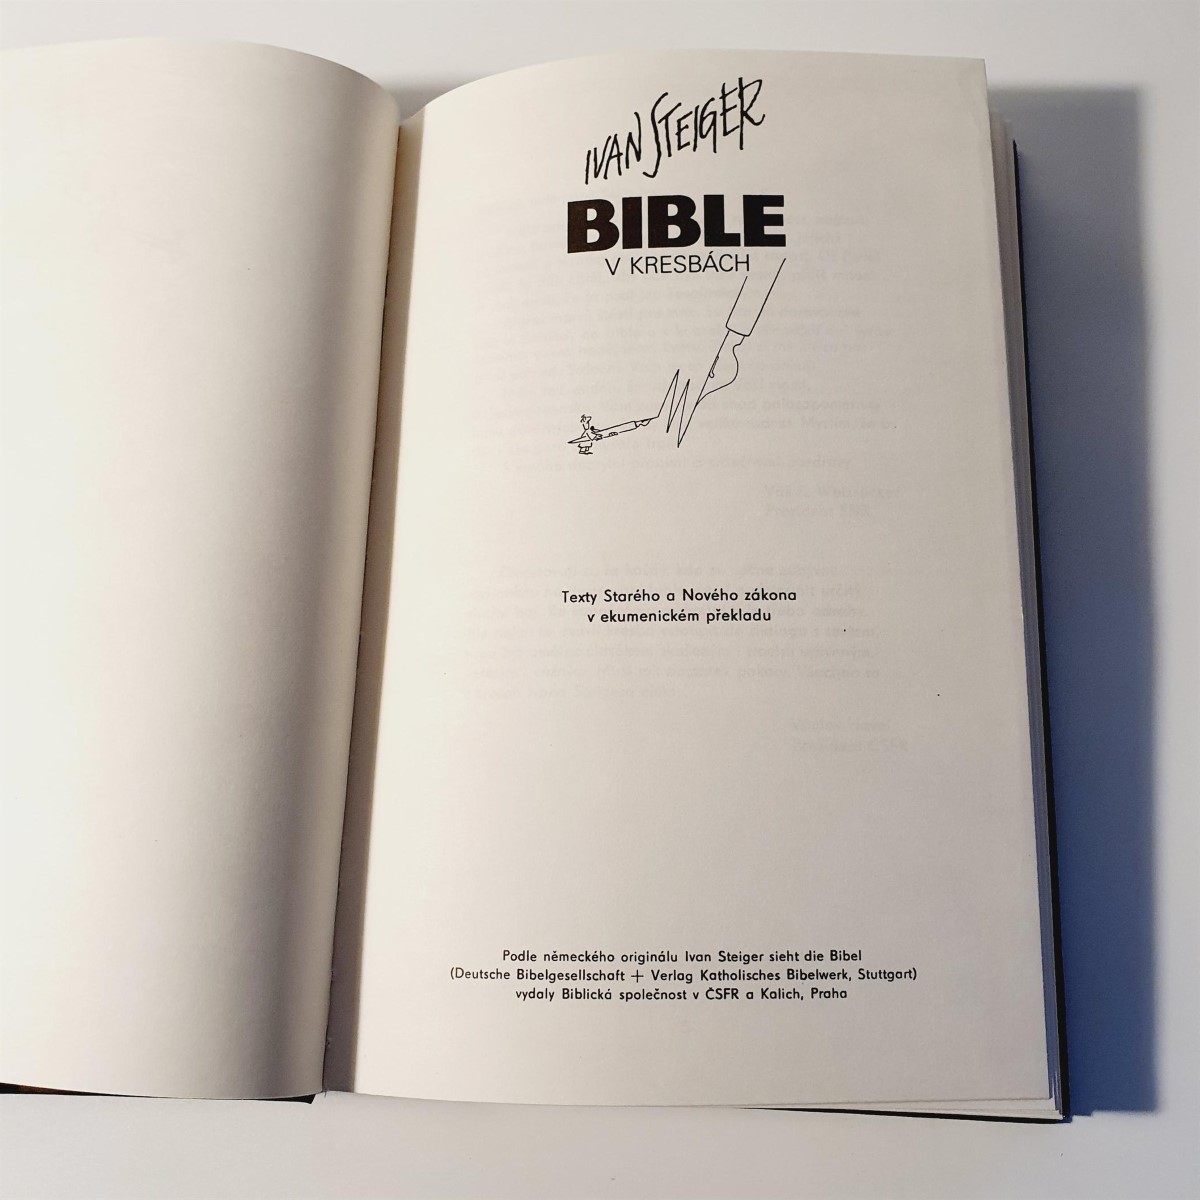 IVAN STEIGER
BIBLE
V KRESBÁCH
Texty Starého a Nového zákona
v ekumenickém překladu
Podle německého originálu Ivan Steiger sieht die Bibel
(Deutsche Bibelgesellschaft + Verlag Katholisches Bibelwerk, Stuttgart)
vydaly Biblická společnost v ČSFR a Kalich, Praha